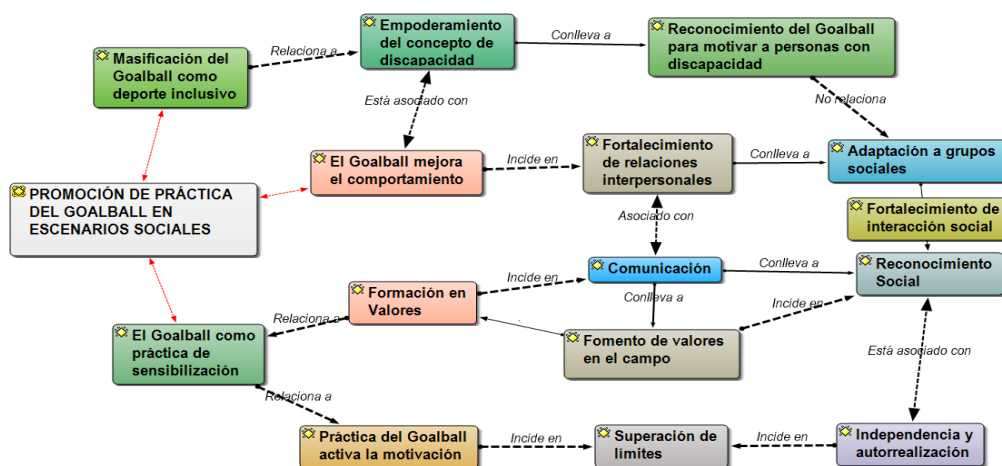 Empoderamiento
del concepto de
discapacidad
Reconocimiento del Goalball
para motivar a personas con
discapacidad
Masificación del
Goalball como
deporte inclusivo
Relaciona a
Conlleva a
Està asociado con
No relaciona
El Goalball mejora
el comportamiento
Incide en
Fortalecimiento
de relaciones
interpersonales
Conlleva a
Adaptación a grupos
sociales
PROMOCIÓN DE PRÁCTICA
DEL GOALBALL EN
ESCENARIOS SOCIALES
Asociado con
Fortalecimiento de
interacción social
Formación en
Valores
Incide en
Comunicación
Conlleva a
Reconocimiento
Social
Conlleva a
Relaciona a
Incide en
El Goalball como
práctica de
sensibilización
Fomento de valores
en el campo
Està asociado con
Relaciona a
Práctica del Goalball
activa la motivación
Incide en
Superación de
limites
Incide en
Independencia y
autorrealización